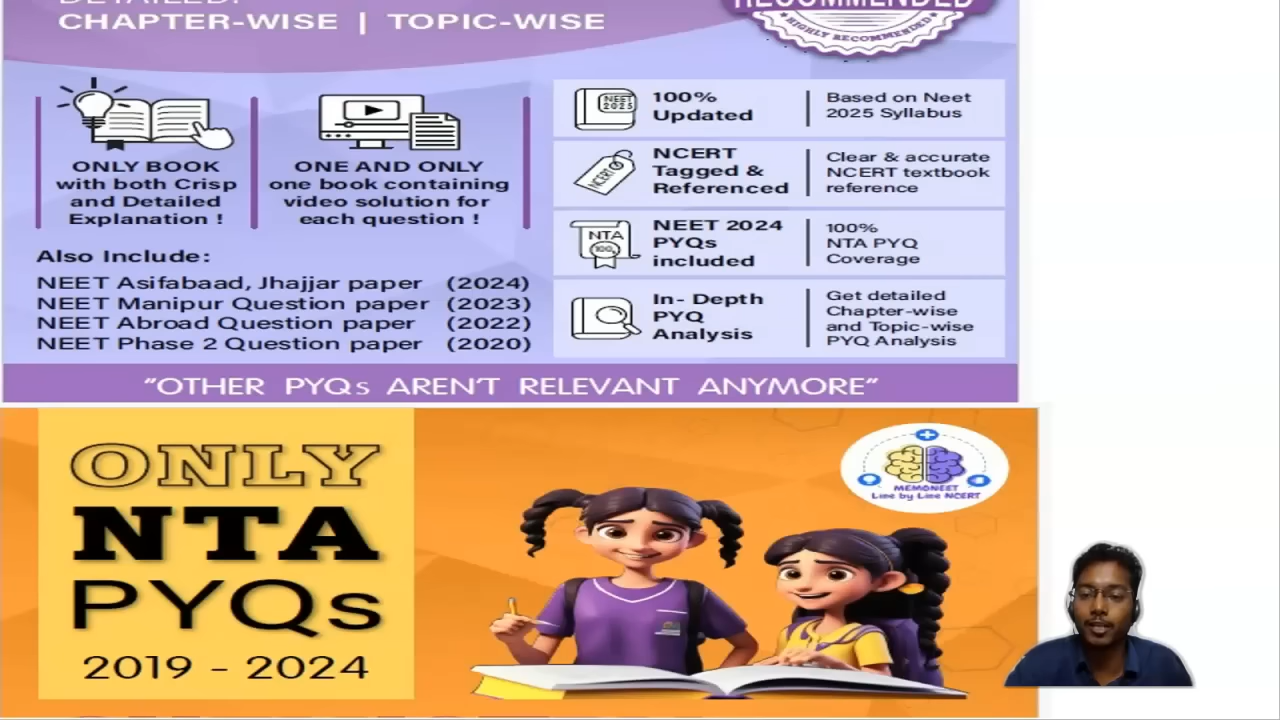 DETAILED:
CHAPTER-WISE | TOPIC-WISE
RECOMMENDED
HIGHLY RECOMMENDED
ONLY BOOK
with both Crisp
and Detailed
Explanation !
ONE AND ONLY
one book containing
video solution for
each question !
Also Include:
NEET Asifabaad, Jhajjar paper (2024)
NEET Manipur Question paper (2023)
NEET Abroad Question paper (2022)
NEET Phase 2 Question paper (2020)
NEET
2025
100%
Updated
Based on Neet
2025 Syllabus
NCERT
NCERT
Tagged &
Referenced
Clear & accurate
NCERT textbook
reference
NTA
100
NEET 2024
PYQs
included
100%
NTA PYQ
Coverage
In- Depth
PYQ
Analysis
Get detailed
Chapter-wise
and Topic-wise
PYQ Analysis
"OTHER PYQs AREN'T RELEVANT ANYMORE"
ONLY
NTA
PYQs
2019 - 2024
MEMONEET
Line by Line NCERT